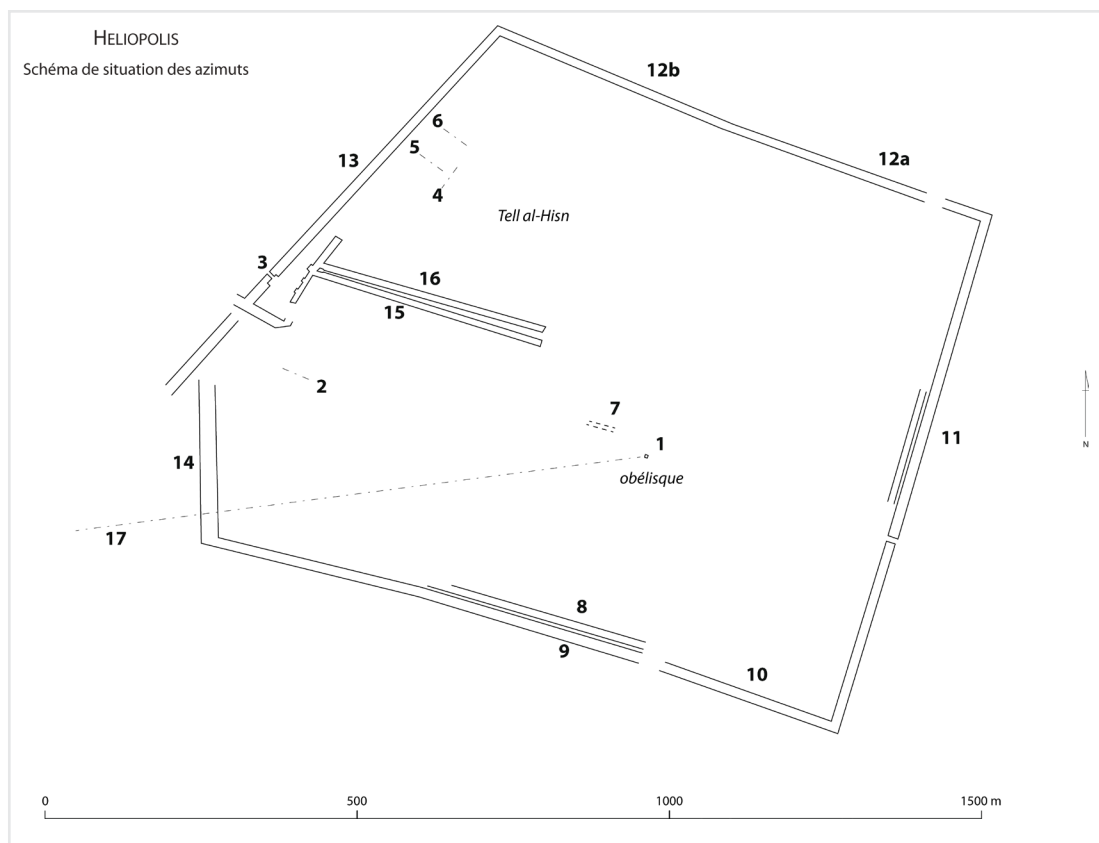 HELIOPOLIS
Schéma de situation des azimuts
12b
6
5
13
12a
4
Tell al-Hisn
3
16
15
2
7
11
1
14
obélisque
17
N
8
9
10
0 500 1000 1500 m